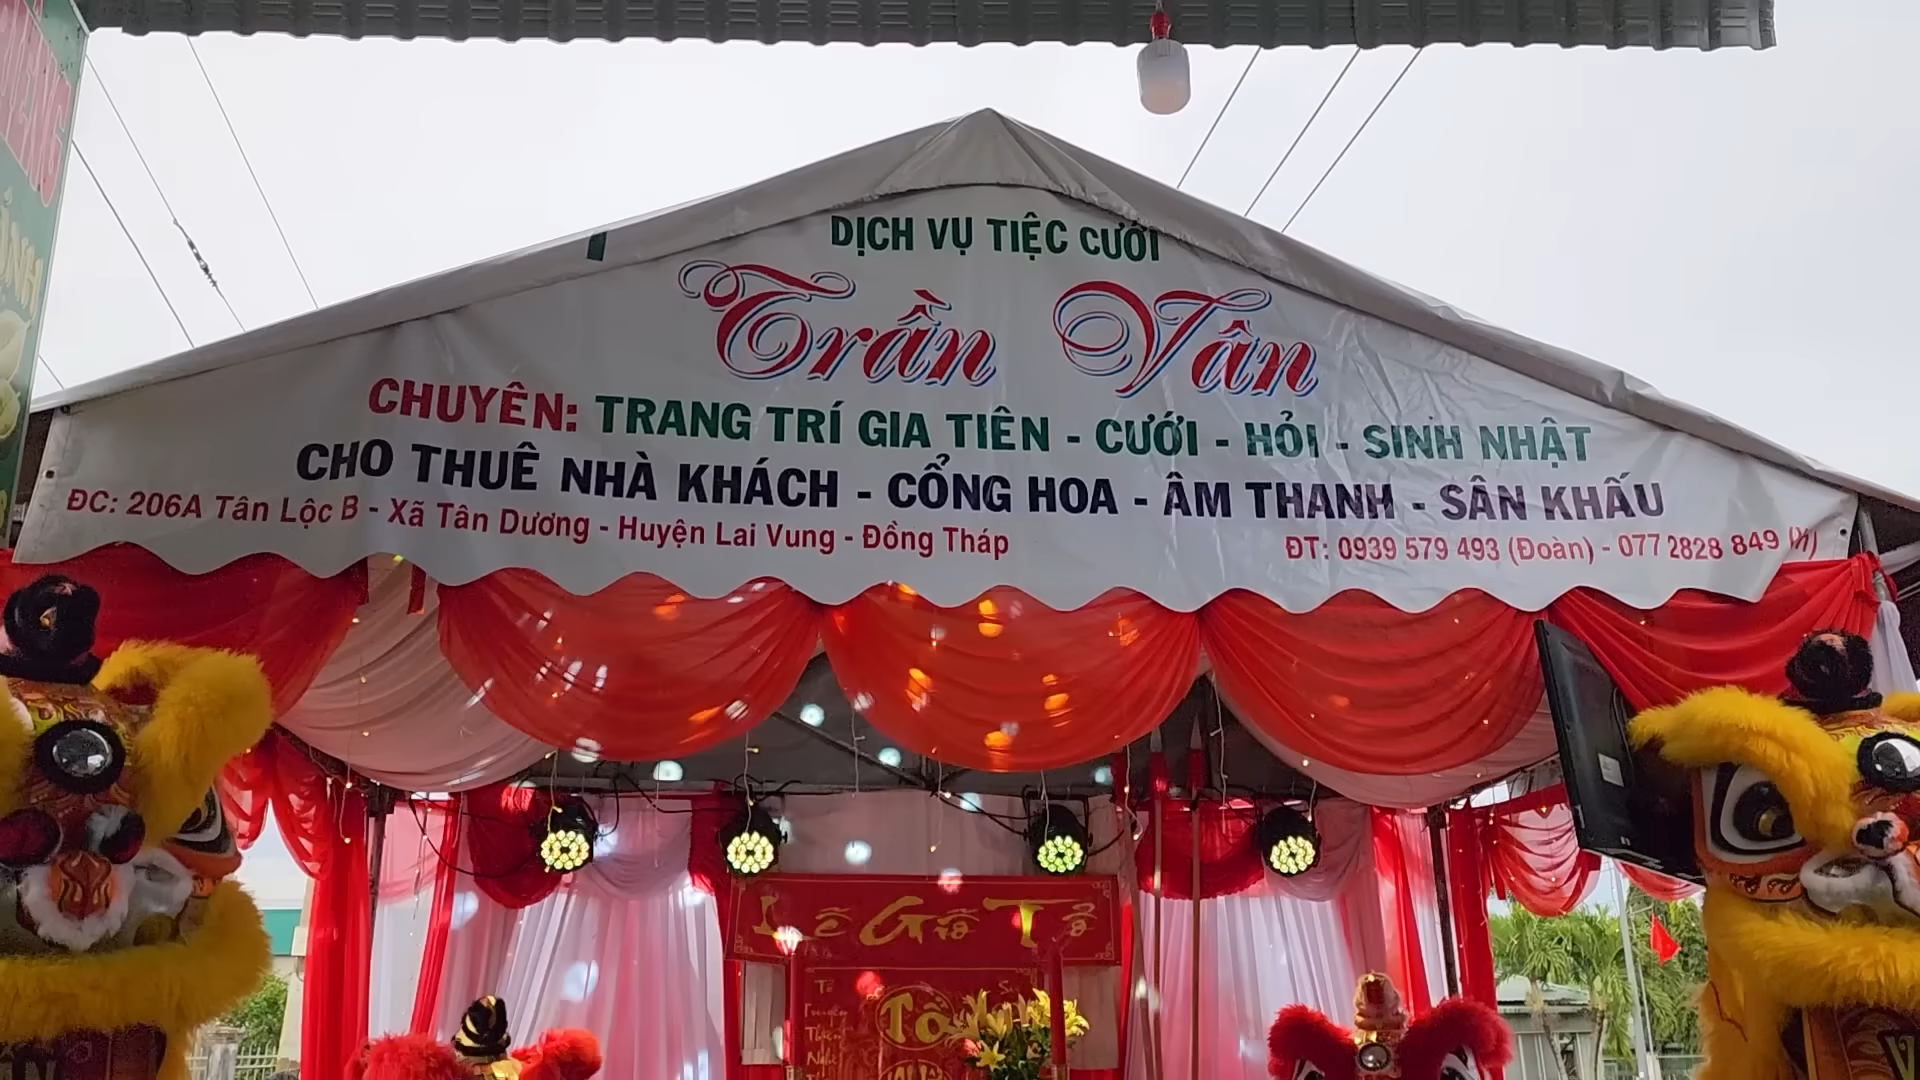 DỊCH VỤ TIỆC CƯỚI
Trần Vân
CHUYÊN: TRANG TRÍ GIA TIÊN - CƯỚI - HỎI - SINH NHẬT
CHO THUÊ NHÀ KHÁCH - CỔNG HOA - ÂM THANH - SÂN KHẤU
ĐC: 206A Tân Lộc B - Xã Tân Dương - Huyện Lai Vung - Đồng Tháp
ĐT: 0939 579 493 (Đoàn) - 077 2828 849
Lễ Giỗ Tổ
Tổ